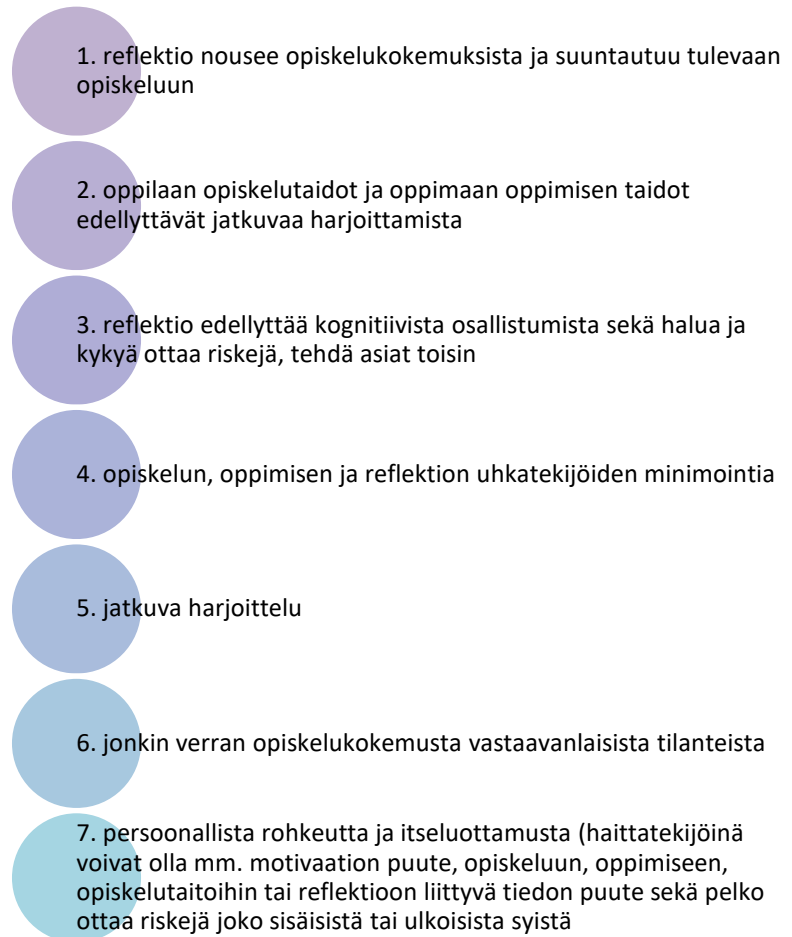 1. reflektio nousee opiskelukokemuksista ja suuntautuu tulevaan
opiskeluun
2. oppilaan opiskelutaidot ja oppimaan oppimisen taidot
edellyttävät jatkuvaa harjoittamista
3. reflektio edellyttää kognitiivista osallistumista sekä halua ja
kykyä ottaa riskejä, tehdä asiat toisin
4. opiskelun, oppimisen ja reflektion uhkatekijöiden minimointia
5. jatkuva harjoittelu
6. jonkin verran opiskelukokemusta vastaavanlaisista tilanteista
7. persoonallista rohkeutta ja itseluottamusta (haittatekijöinä
voivat olla mm. motivaation puute, opiskeluun, oppimiseen,
opiskelutaitoihin tai reflektioon liittyvä tiedon puute sekä pelko
ottaa riskejä joko sisäisistä tai ulkoisista syistä